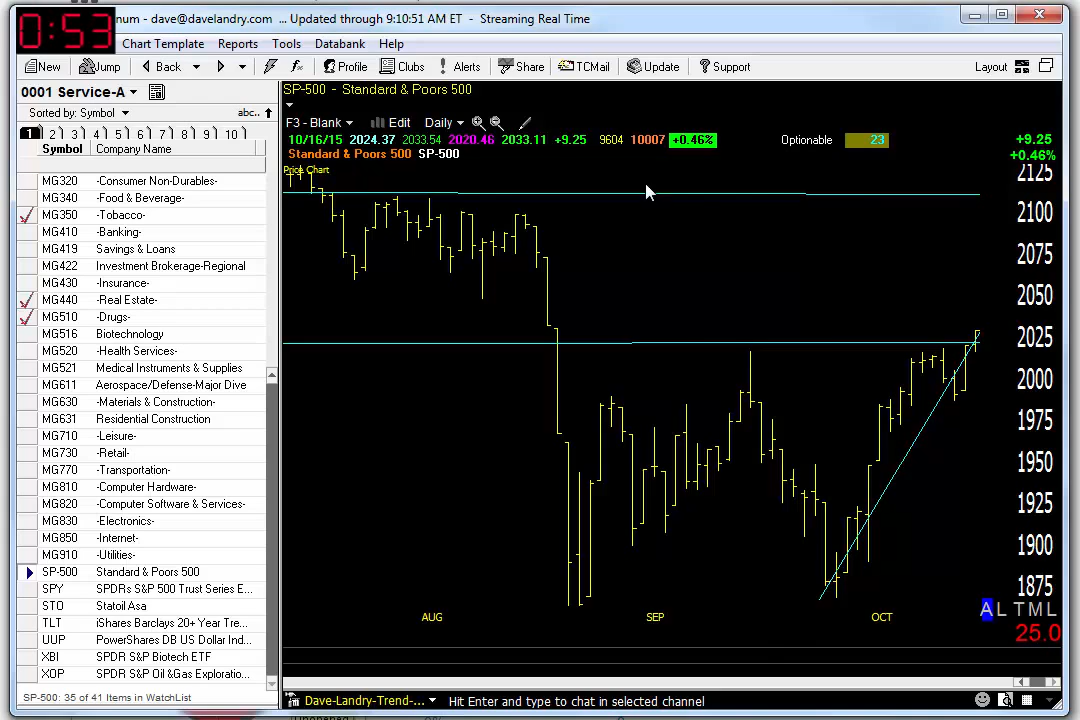 0:53
num - dave@davelandry.com ... Updated through 9:10:51 AM ET - Streaming Real Time
Chart Template Reports Tools Database Help
New Jump Back Profile Clubs Alerts Share TCMail Update Support Layout
0001 Service-A
Sorted by: Symbol abc..
1 2 3 4 5 6 7 8 9 10
Symbol Company Name
MG320 -Consumer Non-Durables-
MG340 -Food & Beverage-
MG350 -Tobacco-
MG410 -Banking-
MG419 Savings & Loans
MG422 Investment Brokerage-Regional
MG430 -Insurance-
MG440 -Real Estate-
MG510 -Drugs-
MG516 Biotechnology
MG520 -Health Services-
MG521 Medical Instruments & Supplies
MG611 Aerospace/Defense-Major Dive
MG630 -Materials & Construction-
MG631 Residential Construction
MG710 -Leisure-
MG730 -Retail-
MG770 -Transportation-
MG810 -Computer Hardware-
MG820 -Computer Software & Services-
MG830 -Electronics-
MG850 -Internet-
MG910 -Utilities-
SP-500 Standard & Poors 500
SPY SPDRs S&P 500 Trust Series E...
STO Statoil Asa
TLT iShares Barclays 20+ Year Tre...
UUP PowerShares DB US Dollar Ind...
XBI SPDR S&P Biotech ETF
XOP SPDR S&P Oil &Gas Exploratio...
SP-500: 35 of 41 Items in WatchList
SP-500 - Standard & Poors 500
F3 - Blank Edit Daily
10/16/15 2024.37 2033.54 2020.46 2033.11 +9.25 9604 10007 +0.46% Optionable 23 +9.25
Standard & Poors 500 SP-500 +0.46%
Price Chart
2125
2100
2075
2050
2025
2000
1975
1950
1925
1900
1875
AUG SEP OCT
A L T M L
25.0
Dave-Landry-Trend-... Hit Enter and type to chat in selected channel